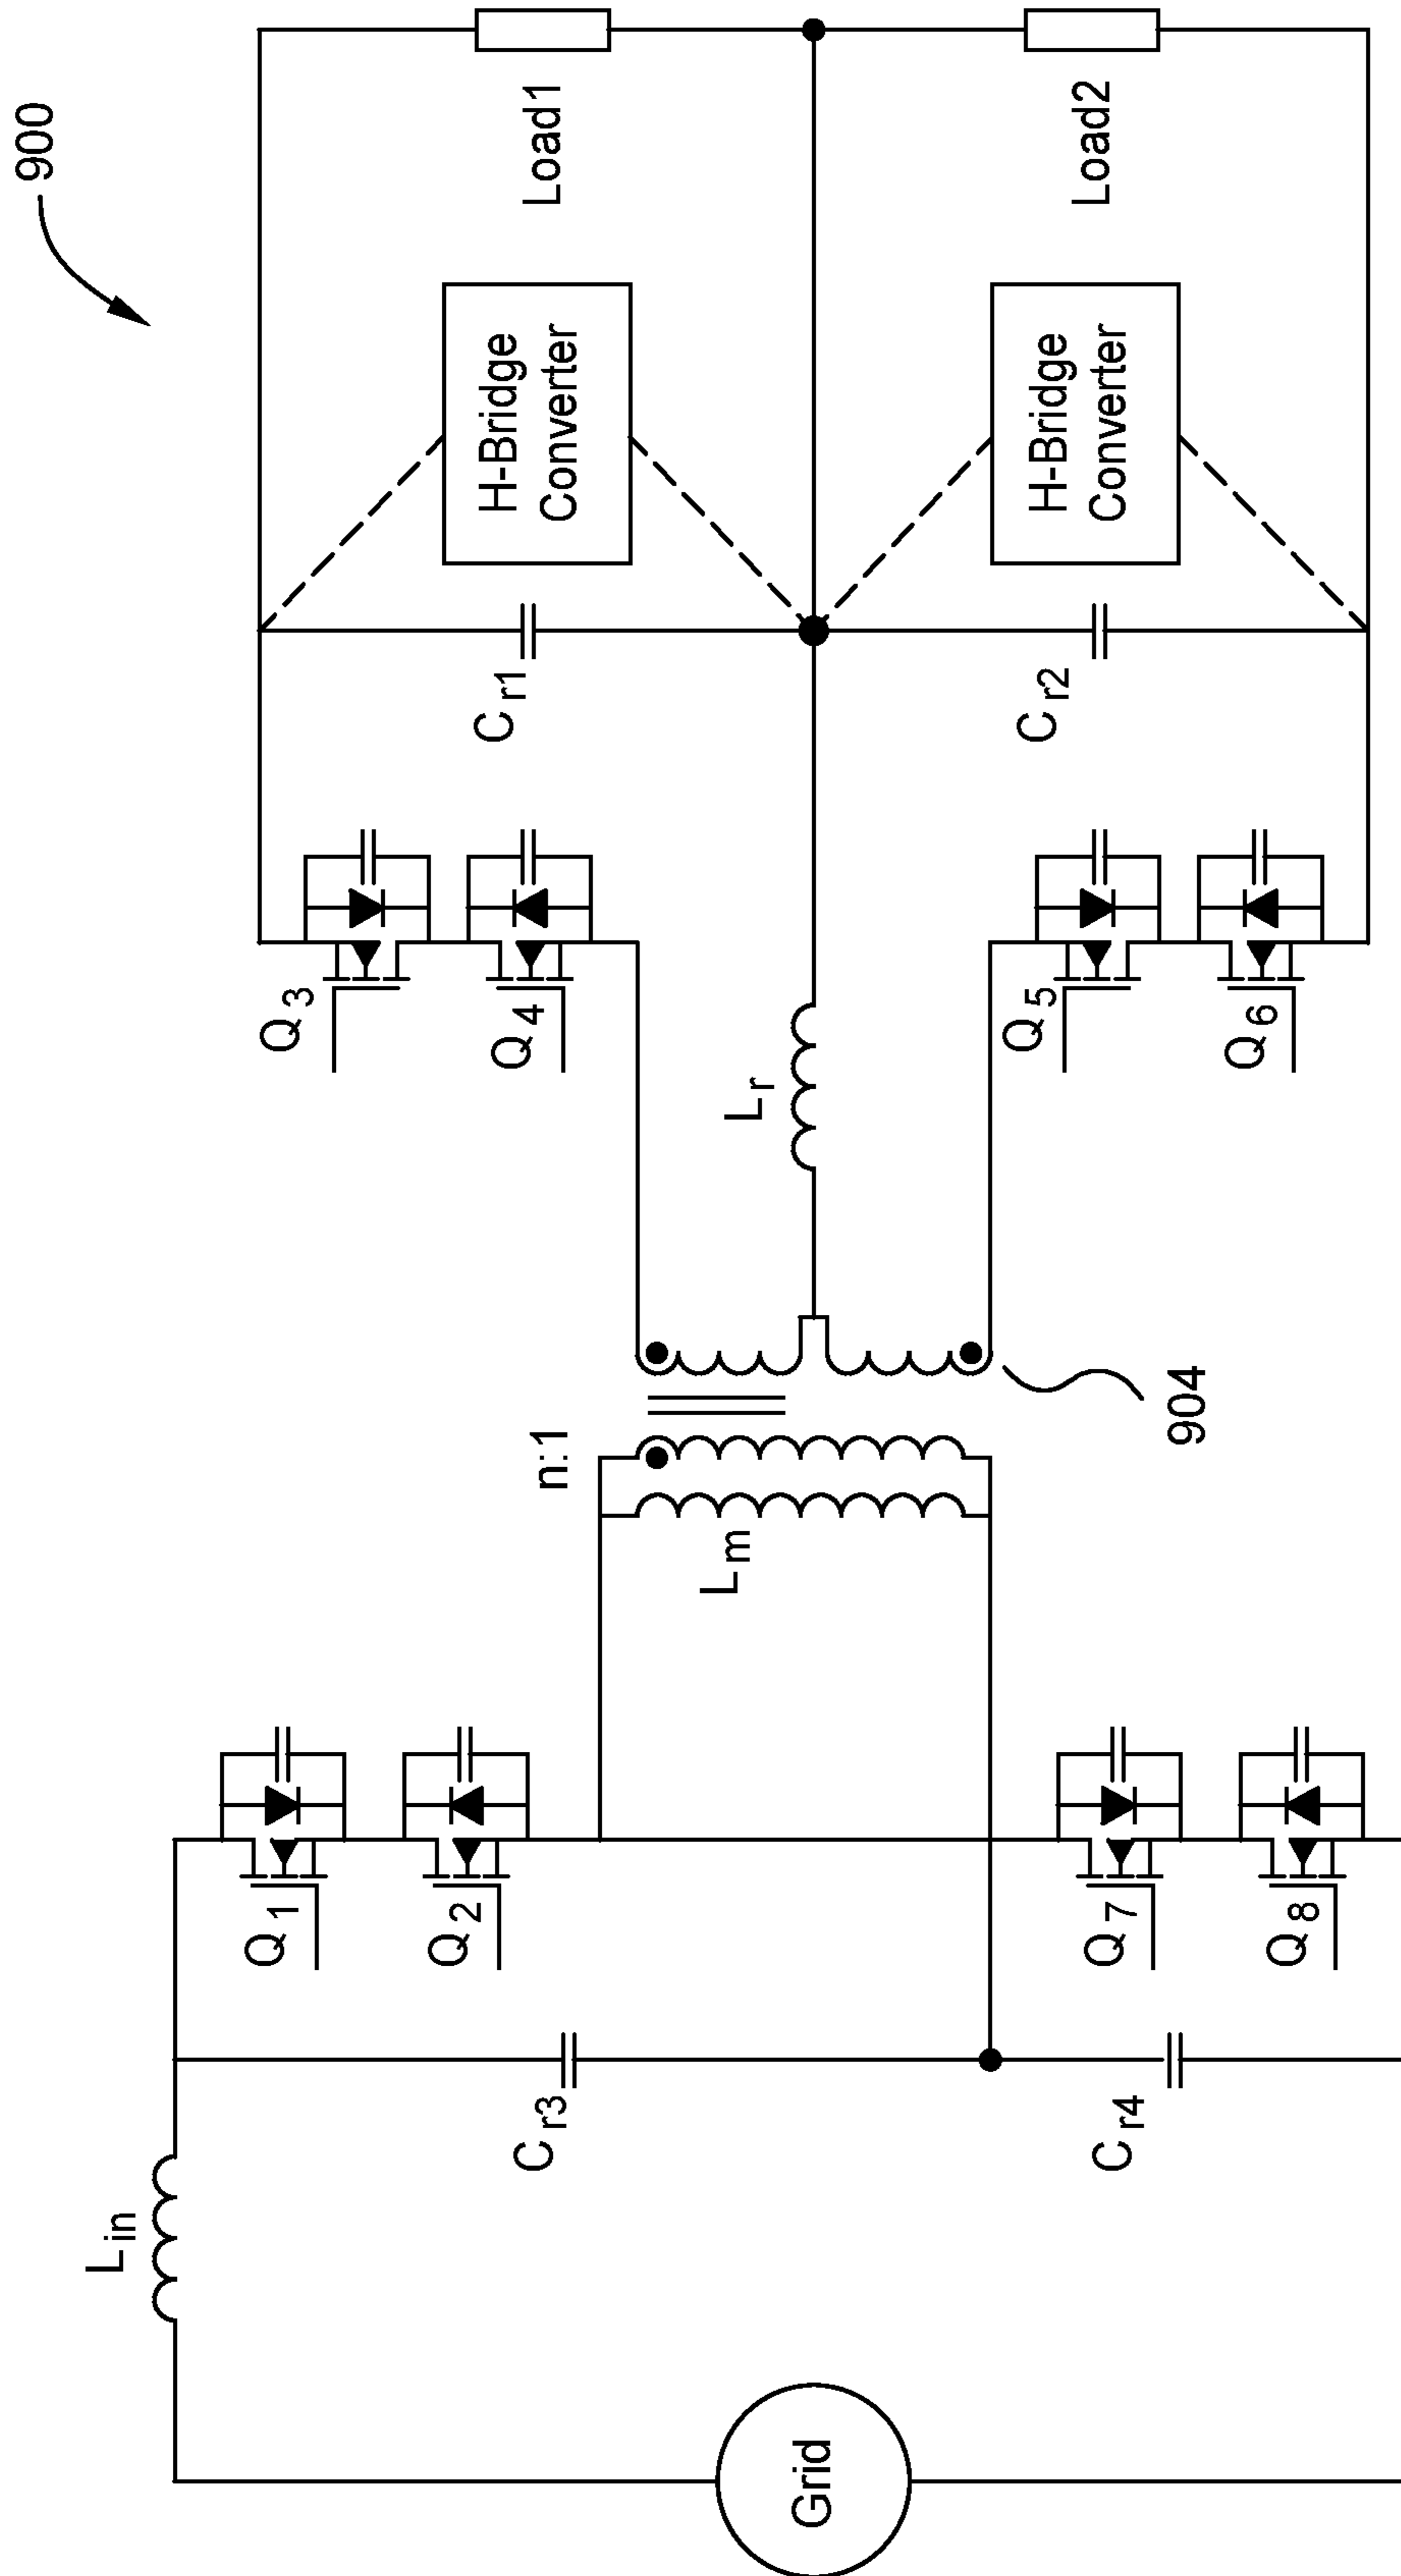 900
Load1
Load2
H-Bridge
Converter
H-Bridge
Converter
Cr1
Cr2
Q3
Q4
Q5
Q6
Lr
n:1
904
Lm
Q1
Q2
Q7
Q8
Cr3
Cr4
Lin
Grid